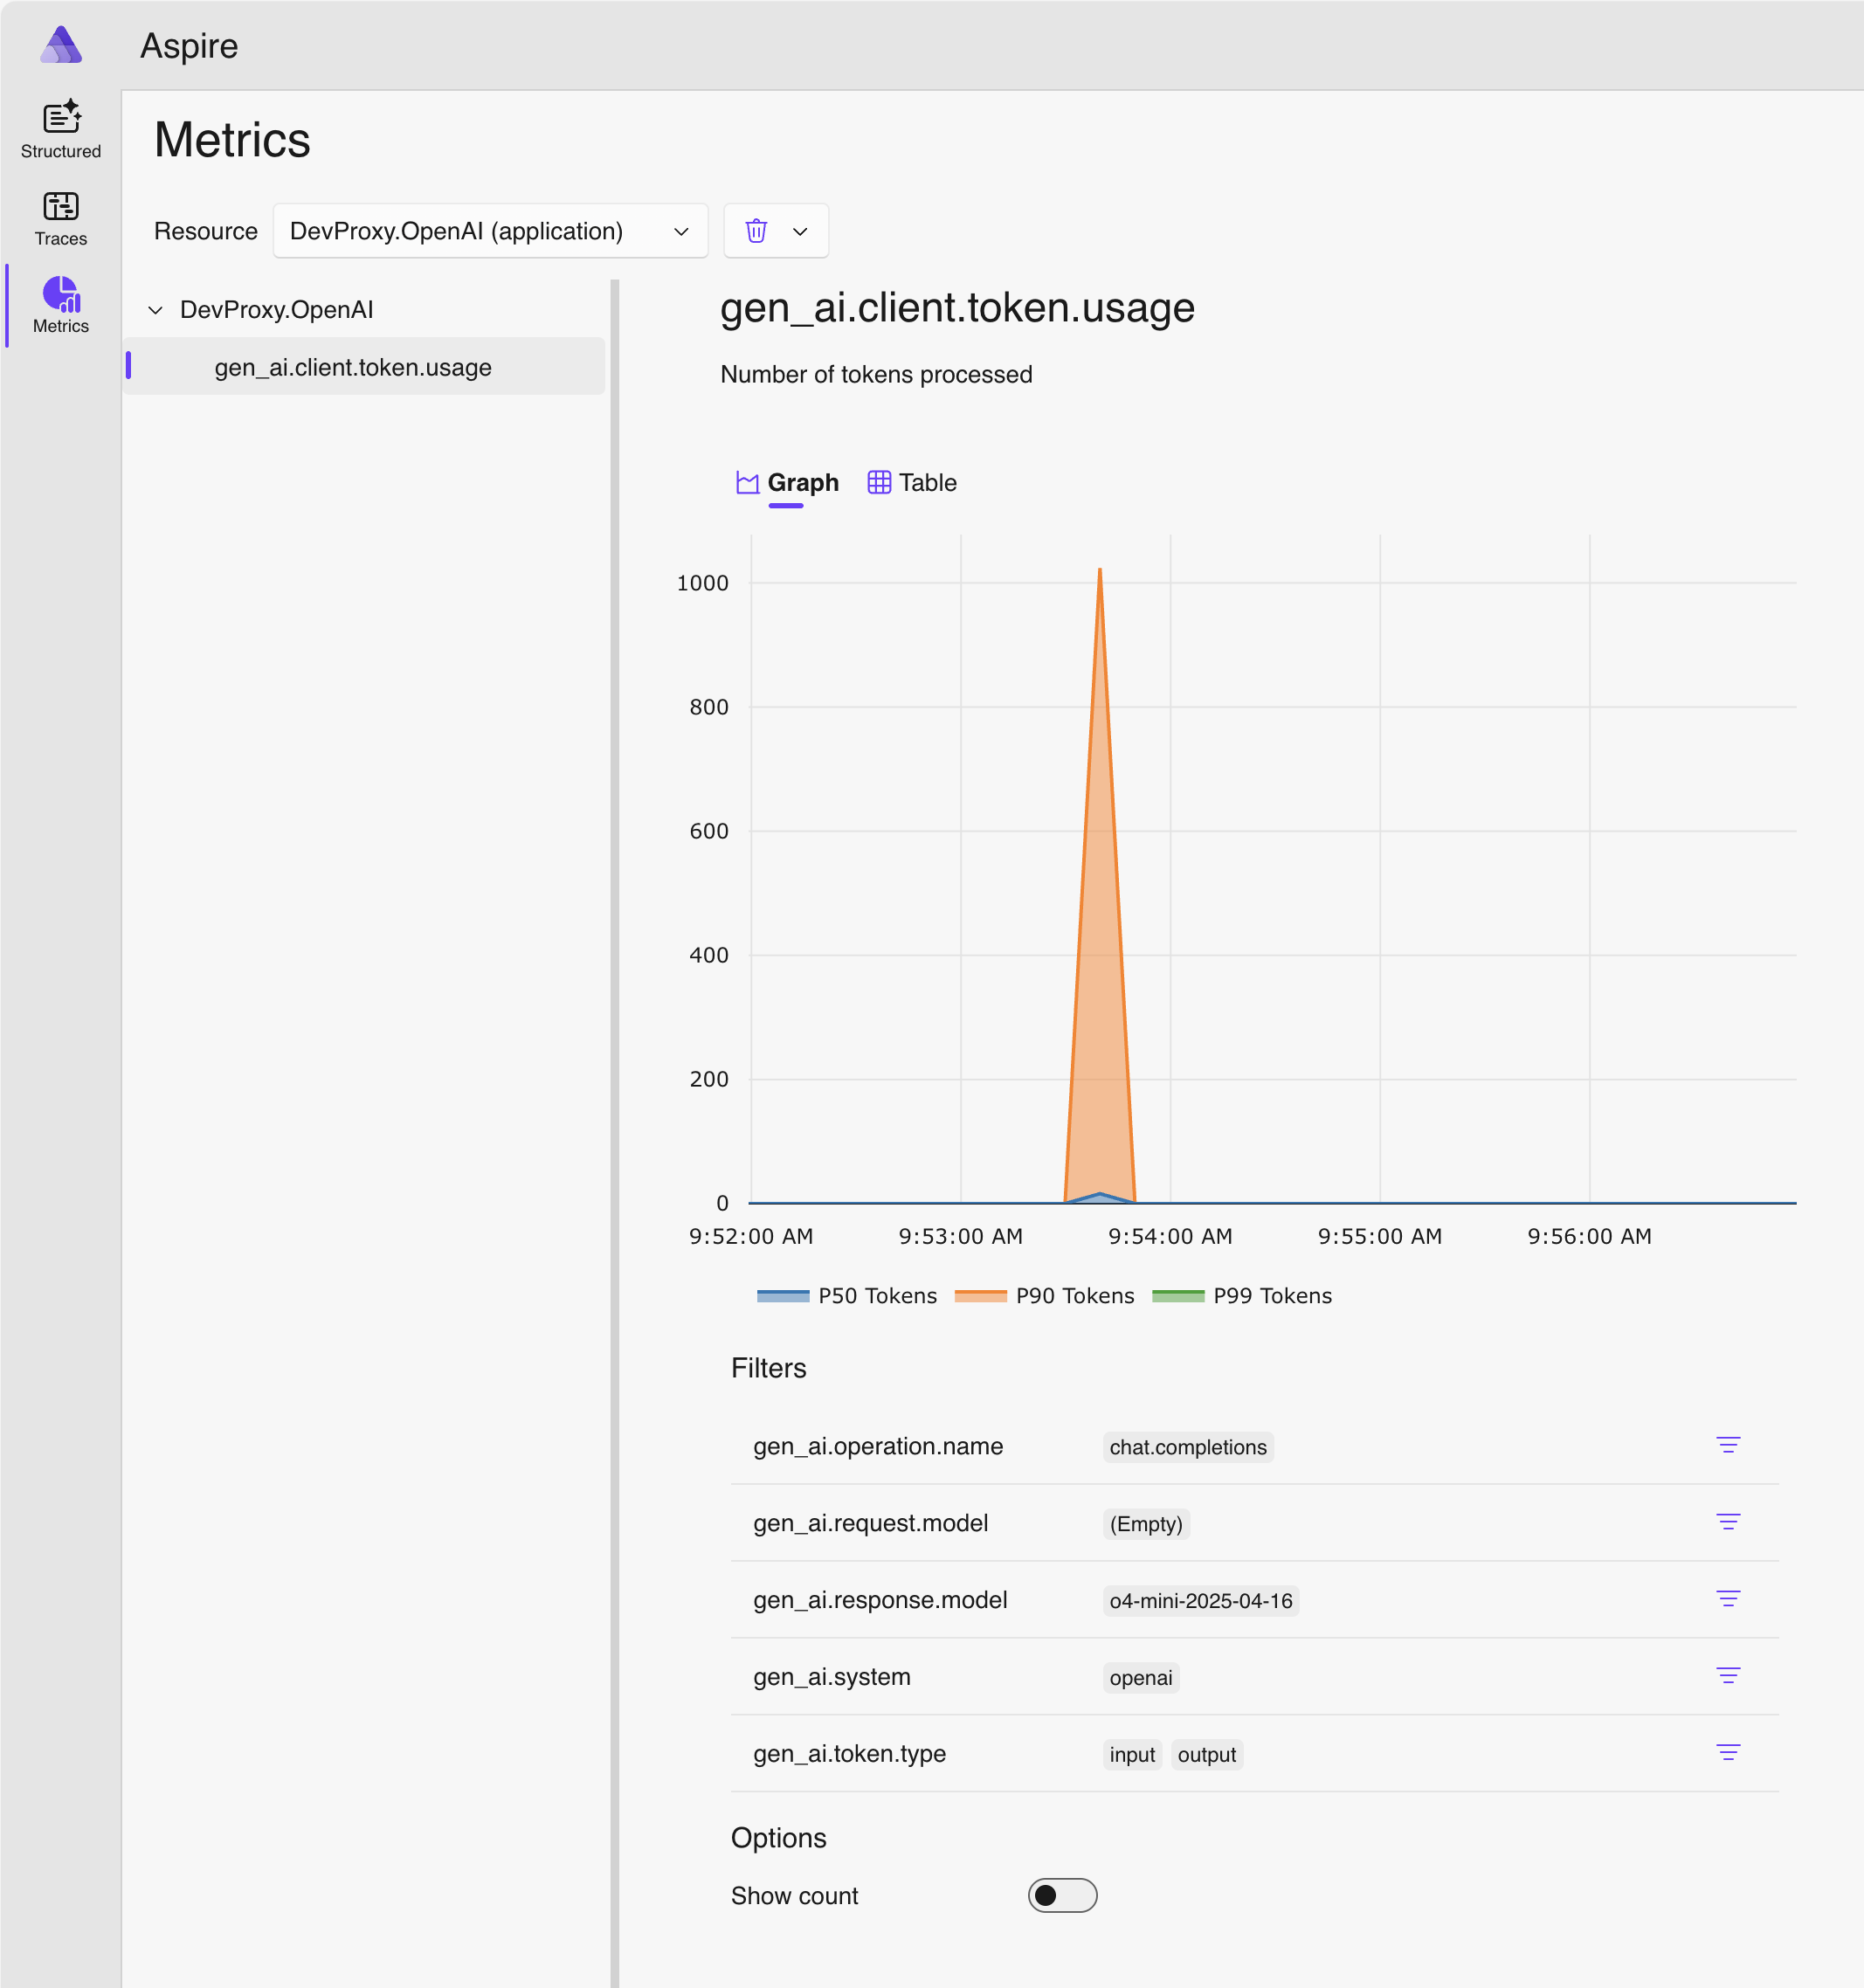 Aspire
Structured
Traces
Metrics
Metrics
Resource DevProxy.OpenAI (application)
DevProxy.OpenAI
gen_ai.client.token.usage
gen_ai.client.token.usage
Number of tokens processed
Graph Table
1000
800
600
400
200
0
9:52:00 AM 9:53:00 AM 9:54:00 AM 9:55:00 AM 9:56:00 AM
P50 Tokens P90 Tokens P99 Tokens
Filters
gen_ai.operation.name chat.completions
gen_ai.request.model (Empty)
gen_ai.response.model o4-mini-2025-04-16
gen_ai.system openai
gen_ai.token.type input output
Options
Show count